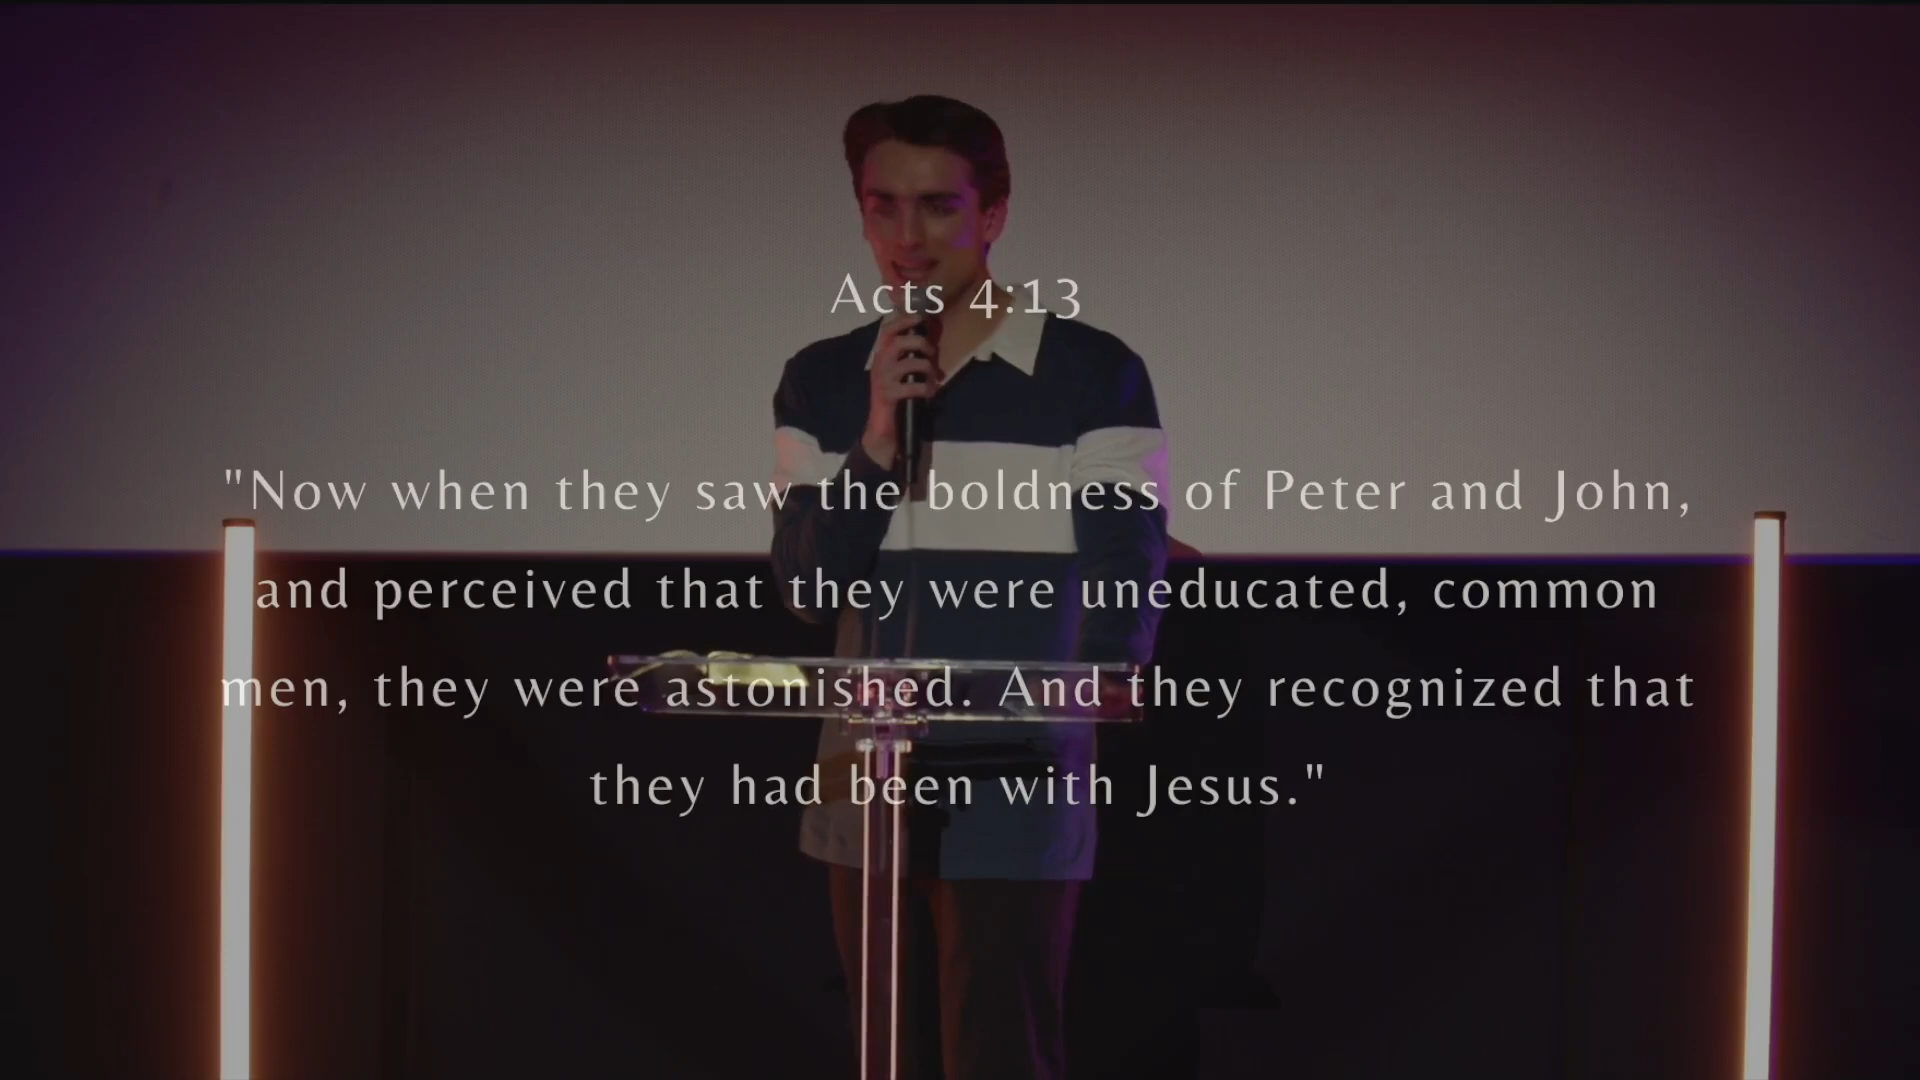 Acts 4:13
"Now when they saw the boldness of Peter and John,
and perceived that they were uneducated, common
men, they were astonished. And they recognized that
they had been with Jesus."